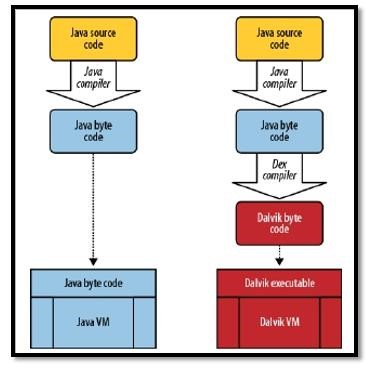 Java source
code
Java
compiler
Java byte
code
Java byte code
Java VM
Java source
code
Java
compiler
Java byte
code
Dex
compiler
Dalvik byte
code
Dalvik executable
Dalvik VM